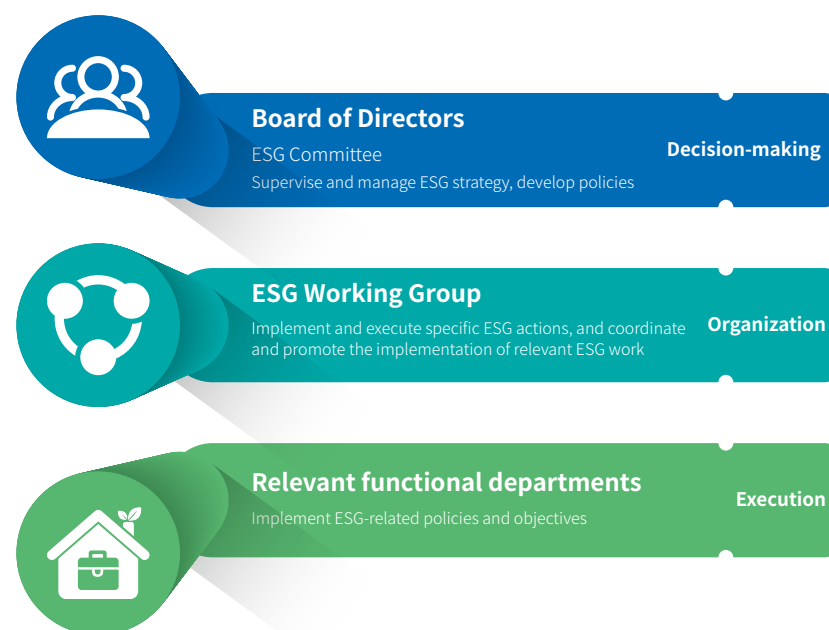 Board of Directors
ESG Committee
Supervise and manage ESG strategy, develop policies
Decision-making
ESG Working Group
Implement and execute specific ESG actions, and coordinate
and promote the implementation of relevant ESG work
Organization
Relevant functional departments
Implement ESG-related policies and objectives
Execution